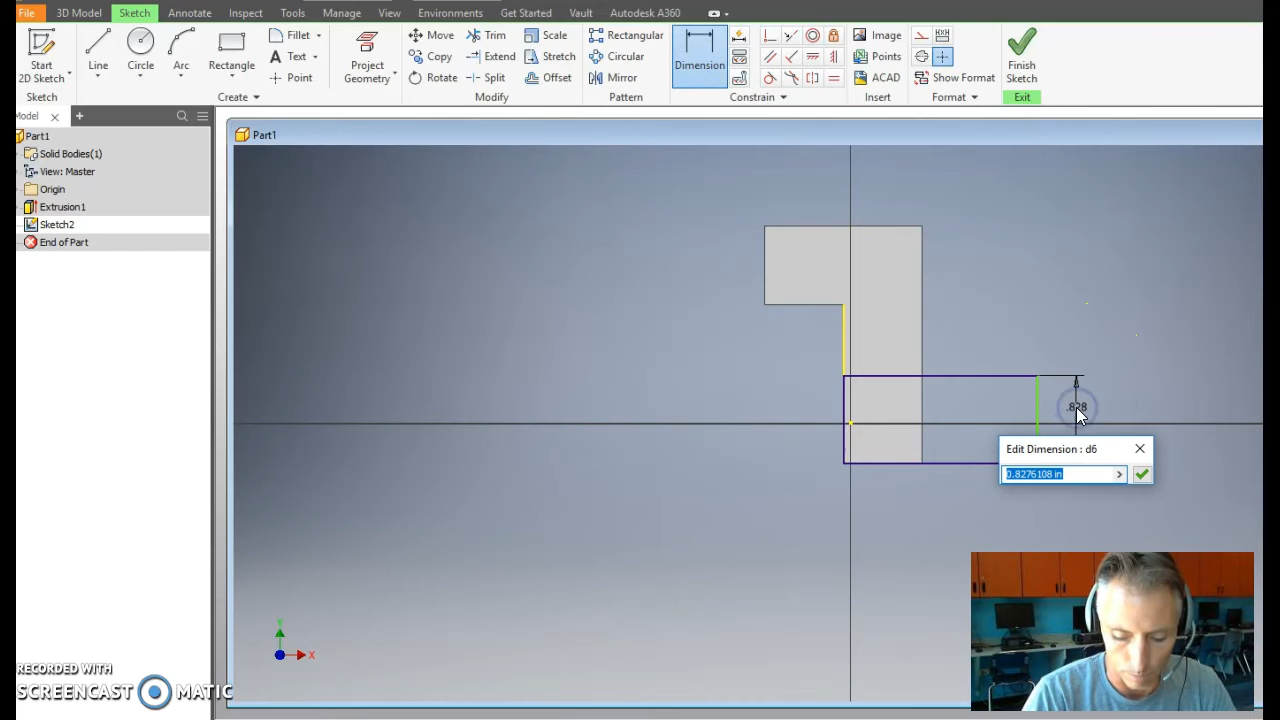 File 3D Model Sketch Annotate Inspect Tools Manage View Environments Get Started Vault Autodesk A360
Start
2D Sketch
Line
Circle
Arc
Rectangle
Fillet
Text
Point
Project
Geometry
Move
Copy
Rotate
Trim
Extend
Split
Scale
Stretch
Offset
Rectangular
Circular
Mirror
Dimension
Image
Points
ACAD
Show Format
Finish
Sketch
Sketch Create Modify Pattern Constrain Insert Format Exit
Model
Part1
Solid Bodies(1)
View: Master
Origin
Extrusion1
Sketch2
End of Part
Part1
.828
Edit Dimension : d6
0.8276108 in
Y
X
RECORDED WITH
SCREENCAST MATIC